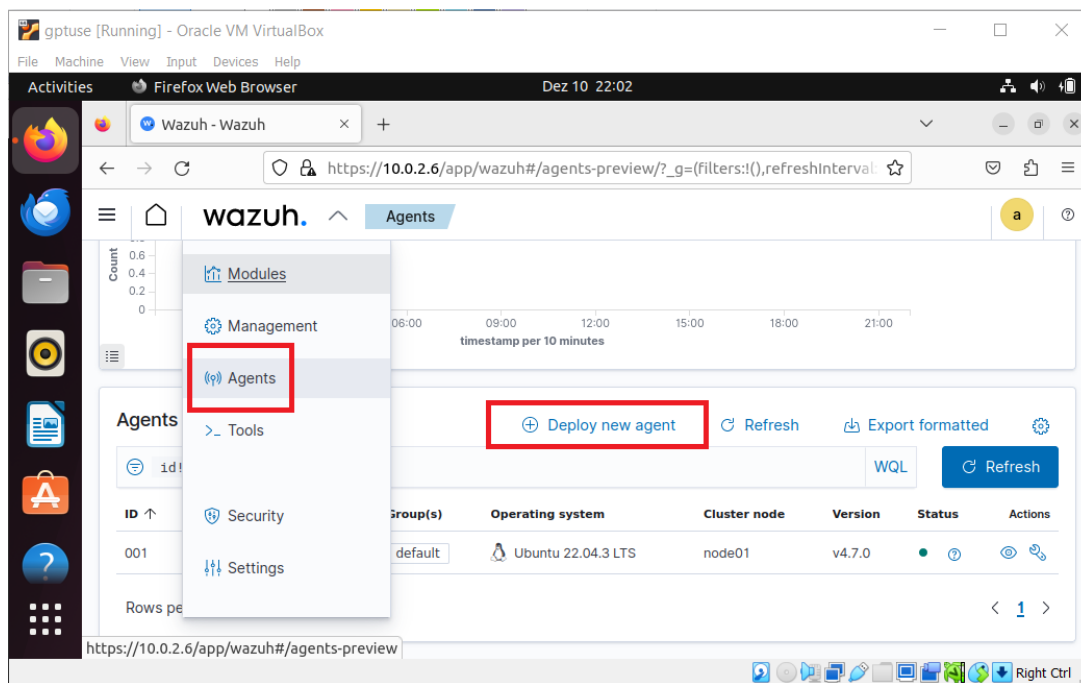 gptuse [Running] - Oracle VM VirtualBox
File Machine View Input Devices Help
Activities Firefox Web Browser Dez 10 22:02
Wazuh - Wazuh
https://10.0.2.6/app/wazuh#/agents-preview/?_g=(filters:!(),refreshInterval:
wazuh. Agents a
Count
0.6
0.4
0.2
0
06:00 09:00 12:00 15:00 18:00 21:00
timestamp per 10 minutes
Modules
Management
Agents
Tools
Security
Settings
Agents Deploy new agent Refresh Export formatted
id! WQL Refresh
ID Group(s) Operating system Cluster node Version Status Actions
001 default Ubuntu 22.04.3 LTS node01 v4.7.0
Rows pe 1
https://10.0.2.6/app/wazuh#/agents-preview
Right Ctrl